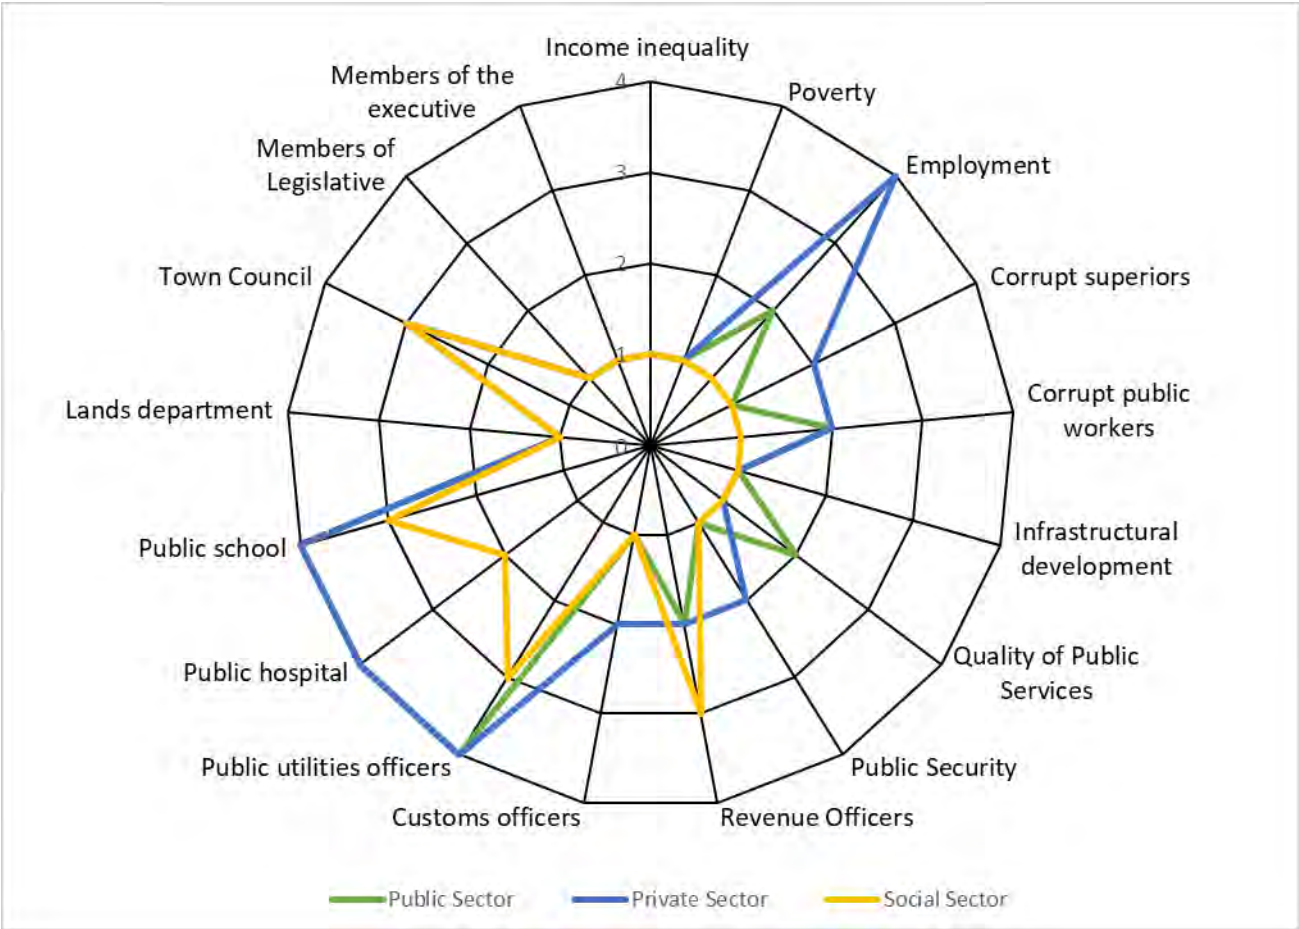 Income inequality
Members of the
executive
Poverty
Members of
Legislative
Employment
Town Council
Corrupt superiors
Lands department
Corrupt public
workers
Public school
Infrastructural
development
Public hospital
Quality of Public
Services
Public utilities officers
Public Security
Customs officers
Revenue Officers
4
3
2
1
0
Public Sector
Private Sector
Social Sector